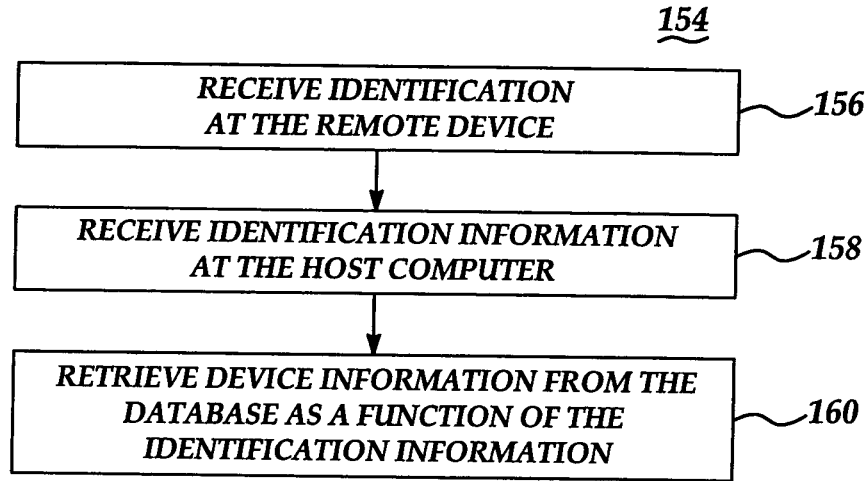 154
RECEIVE IDENTIFICATION
AT THE REMOTE DEVICE
156
RECEIVE IDENTIFICATION INFORMATION
AT THE HOST COMPUTER
158
RETRIEVE DEVICE INFORMATION FROM THE
DATABASE AS A FUNCTION OF THE
IDENTIFICATION INFORMATION
160